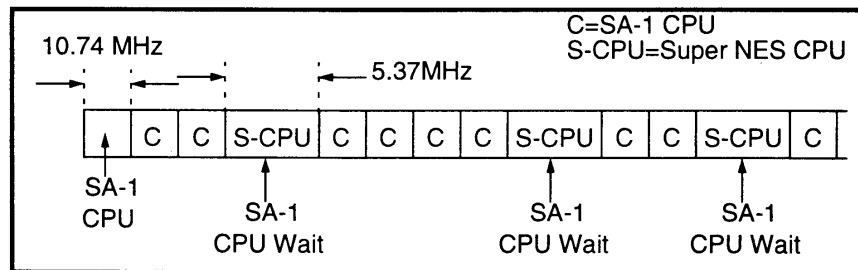 C=SA-1 CPU
S-CPU=Super NES CPU
10.74 MHz
5.37MHz
C C S-CPU C C C C S-CPU C C S-CPU C
SA-1
CPU
SA-1
CPU Wait
SA-1
CPU Wait
SA-1
CPU Wait